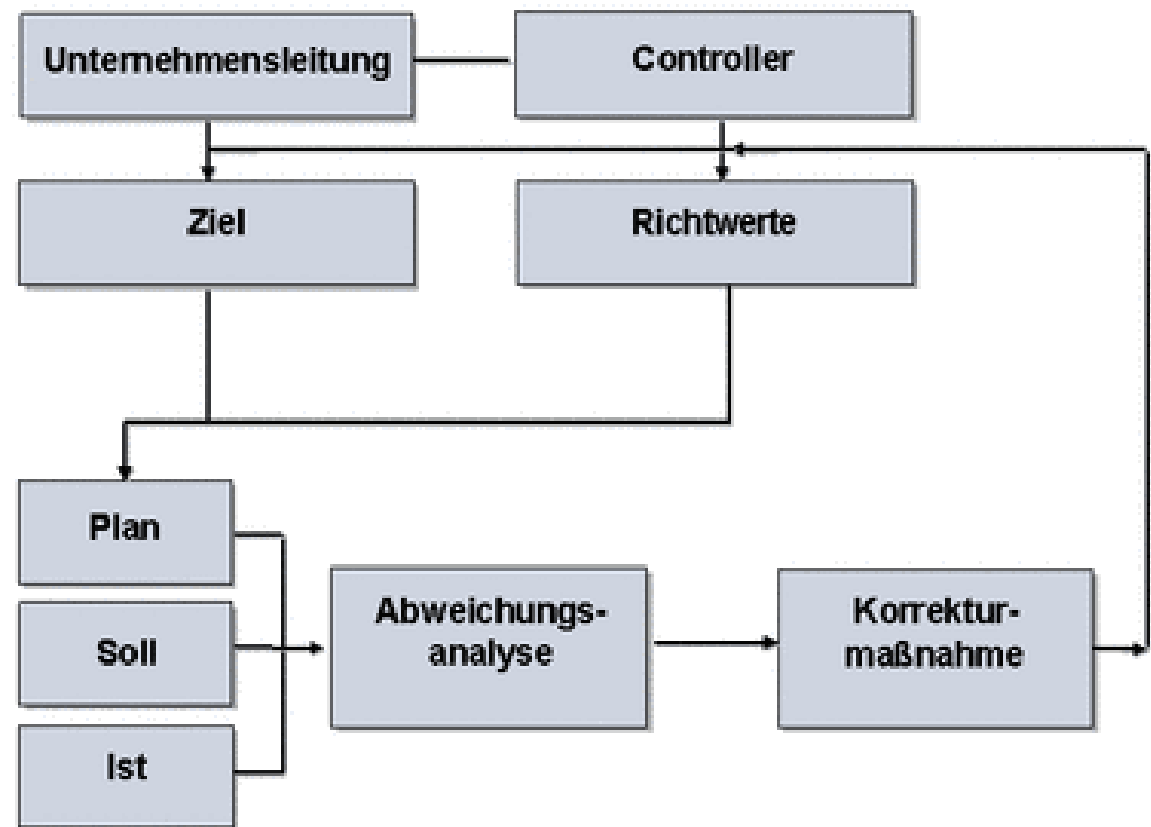 Unternehmensleitung
Controller
Ziel
Richtwerte
Plan
Soll
Ist
Abweichungs-
analyse
Korrektur-
maßnahme